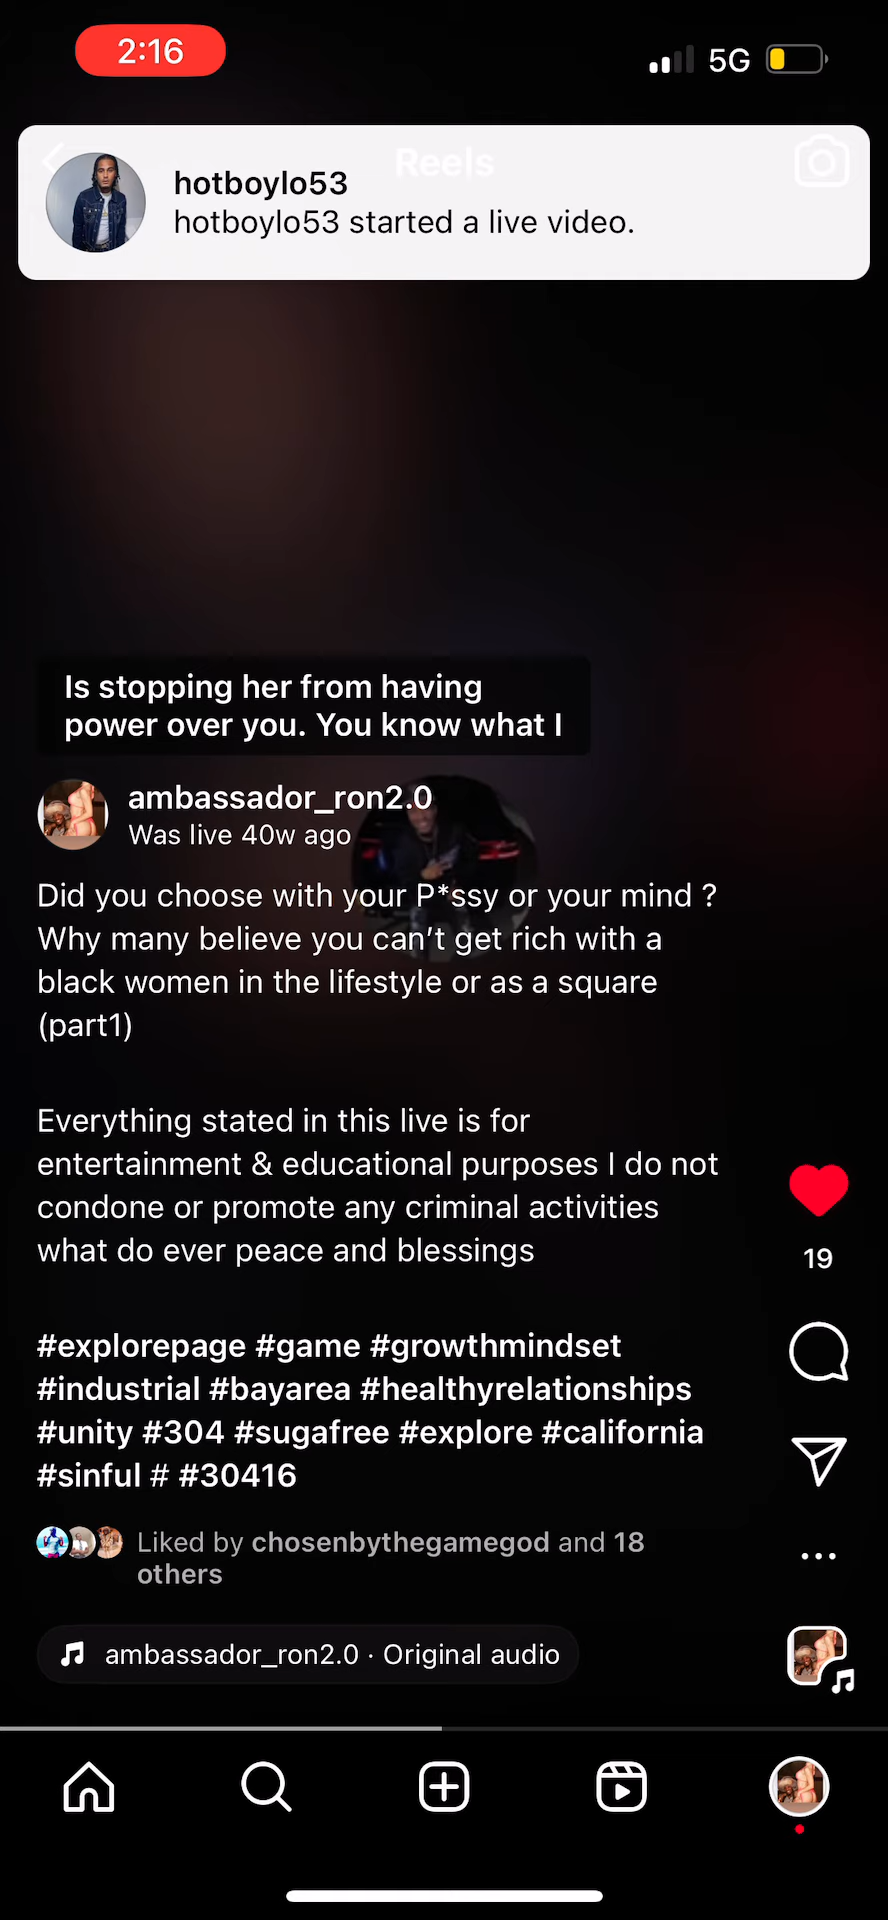 2:16
5G
Reels
hotboylo53
hotboylo53 started a live video.
Is stopping her from having
power over you. You know what I
ambassador_ron2.0
Was live 40w ago
Did you choose with your P*ssy or your mind ?
Why many believe you can’t get rich with a
black women in the lifestyle or as a square
(part1)
Everything stated in this live is for
entertainment & educational purposes I do not
condone or promote any criminal activities
what do ever peace and blessings
#explorepage #game #growthmindset
#industrial #bayarea #healthyrelationships
#unity #304 #sugafree #explore #california
#sinful # #30416
19
Liked by chosenbythegamegod and 18
others
ambassador_ron2.0 · Original audio